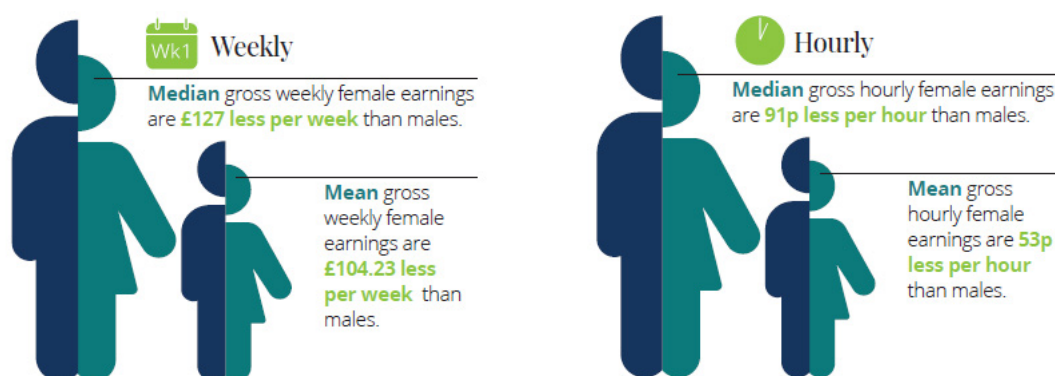 Wk1 Weekly
Median gross weekly female earnings
are £127 less per week than males.
Mean gross
weekly female
earnings are
£104.23 less
per week than
males.
Hourly
Median gross hourly female earnings
are 91p less per hour than males.
Mean gross
hourly female
earnings are 53p
less per hour
than males.